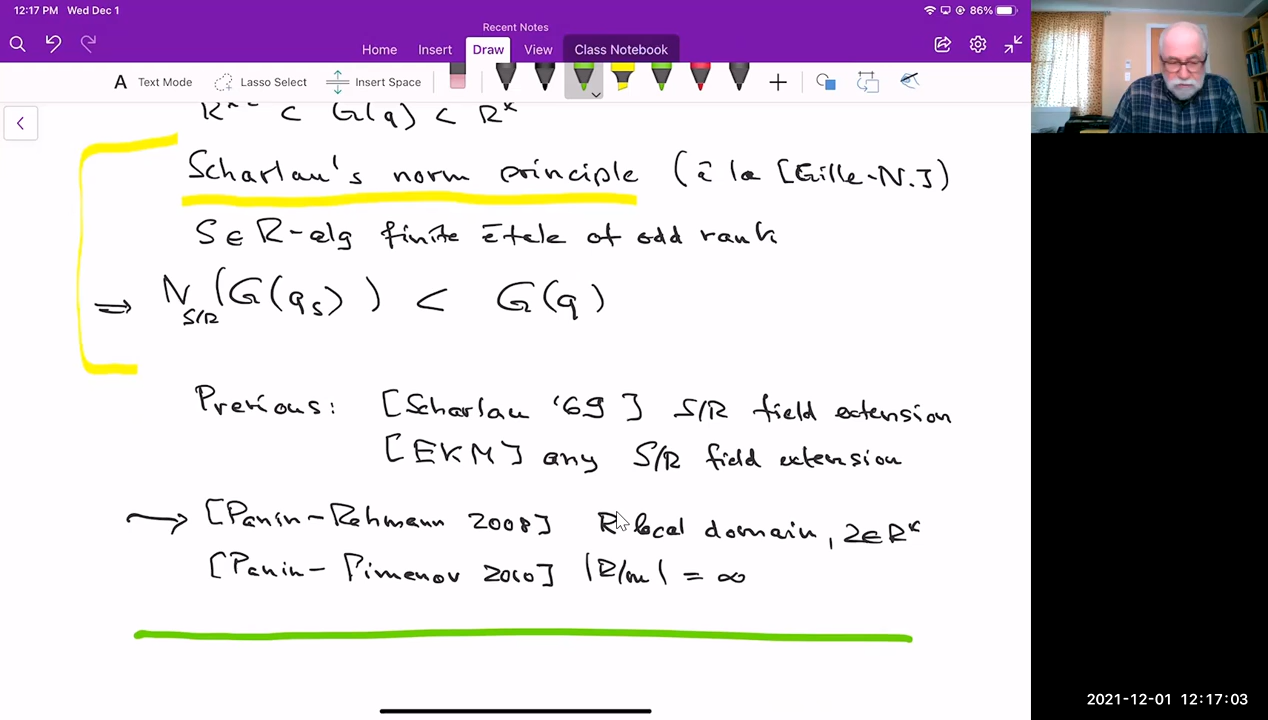 12:17 PM Wed Dec 1
86%
Recent Notes
Home Insert Draw View Class Notebook
A Text Mode Lasso Select Insert Space
R^×2 < G(q) < R^×
Scharlau's norm principle (à la [Gille-N.])
S ∈ R-alg finite étale of odd rank
⇒ N_S/R (G(q_S)) < G(q)
Previous: [Scharlau '69] S/R field extension
[EKM] any S/R field extension
→ [Panin-Rehmann 2008] R local domain, 2∈R^×
[Panin-Pimenov 2010] |R/m| = ∞
2021-12-01 12:17:03